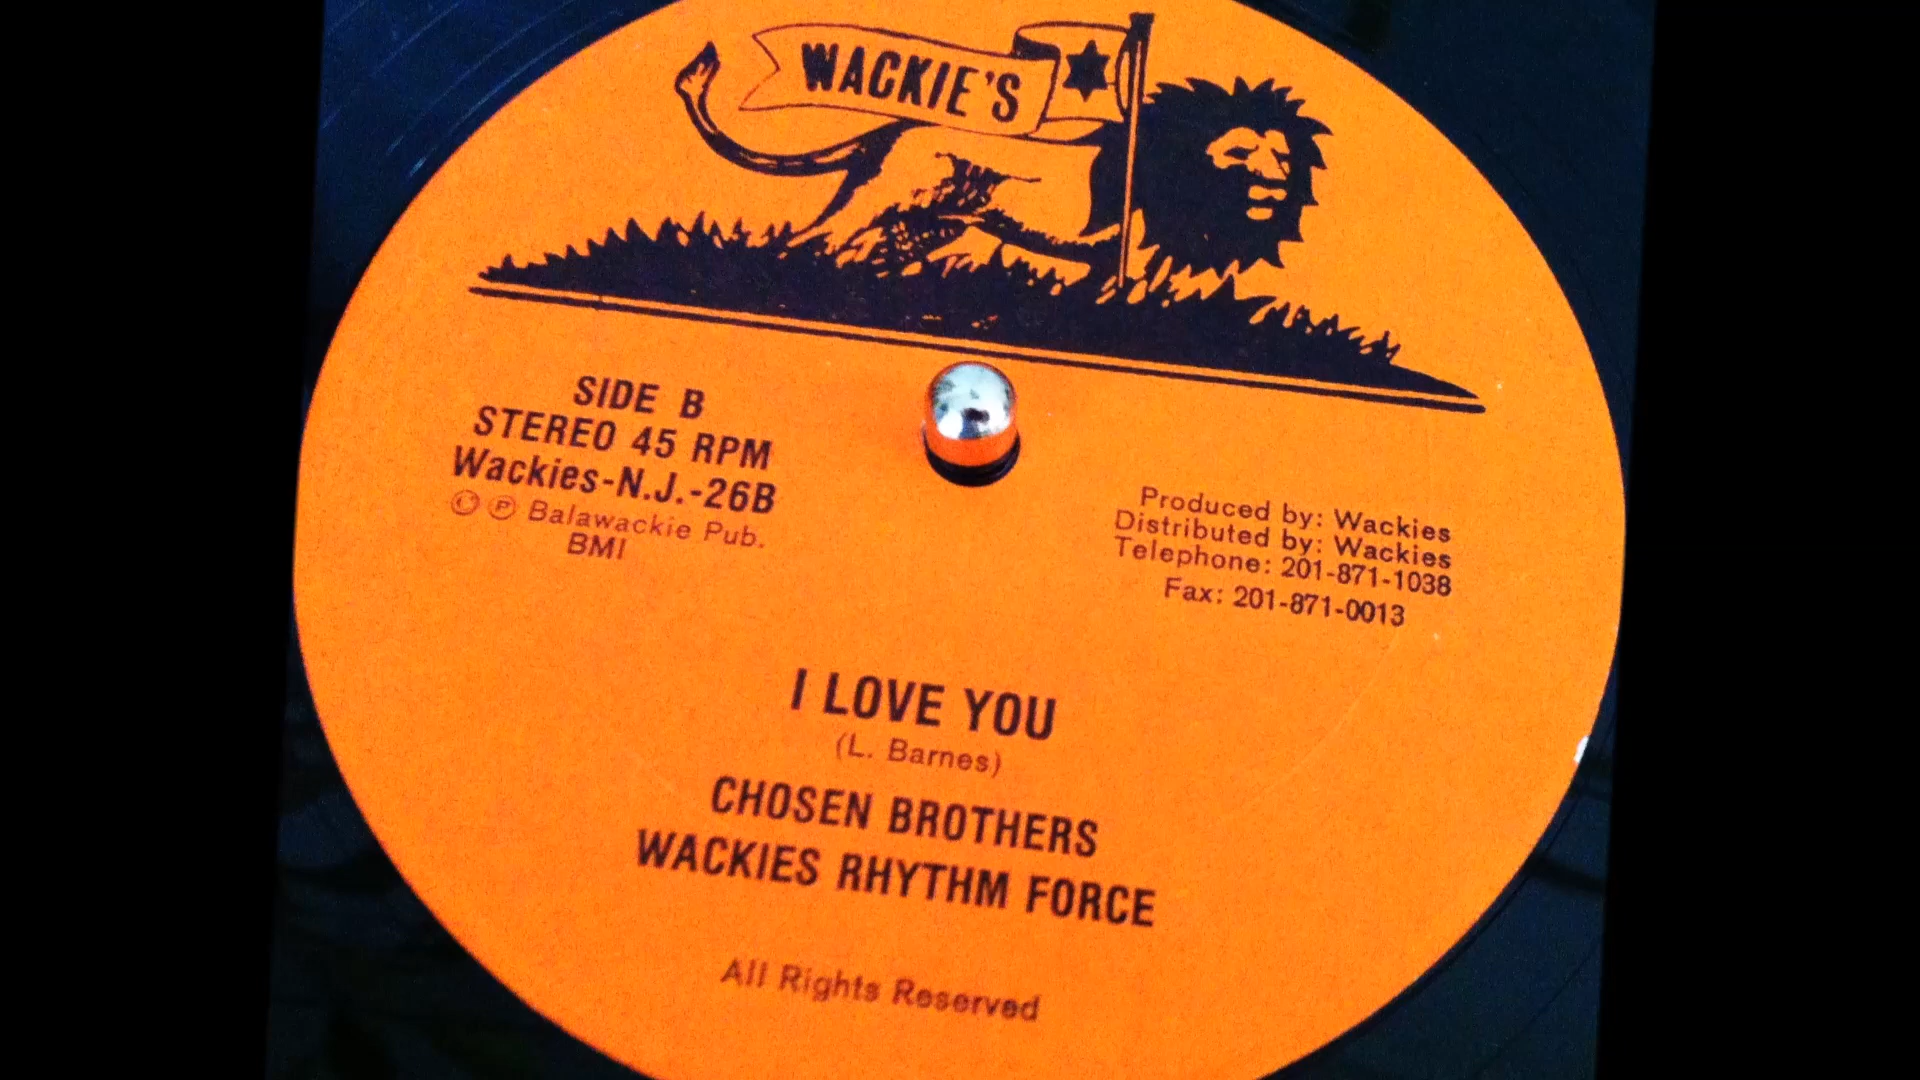 WACKIE'S
SIDE B
STEREO 45 RPM
Wackies-N.J.-26B
© ℗ Balawackie Pub.
BMI
Produced by: Wackies
Distributed by: Wackies
Telephone: 201-871-1038
Fax: 201-871-0013
I LOVE YOU
(L. Barnes)
CHOSEN BROTHERS
WACKIES RHYTHM FORCE
All Rights Reserved